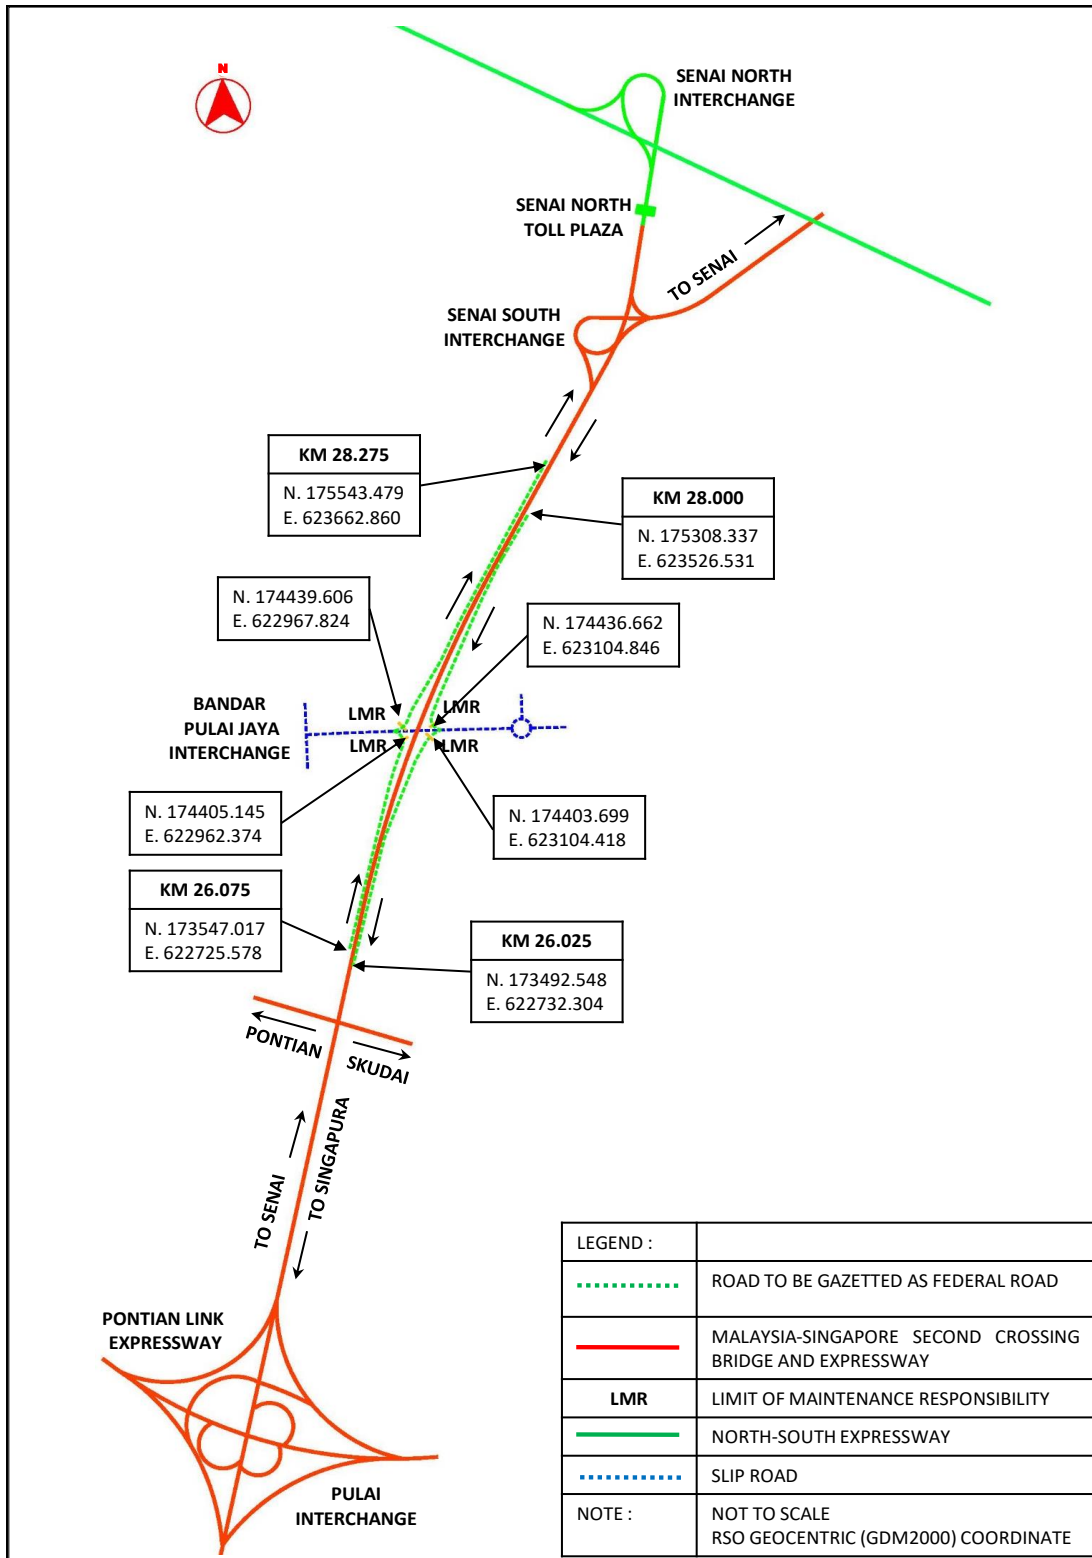 N
SENAI NORTH
INTERCHANGE
SENAI NORTH
TOLL PLAZA
TO SENAI
SENAI SOUTH
INTERCHANGE
KM 28.275
N. 175543.479
E. 623662.860
KM 28.000
N. 175308.337
E. 623526.531
N. 174439.606
E. 622967.824
N. 174436.662
E. 623104.846
BANDAR
PULAI JAYA
INTERCHANGE
LMR
LMR
LMR
LMR
N. 174405.145
E. 622962.374
N. 174403.699
E. 623104.418
KM 26.075
N. 173547.017
E. 622725.578
KM 26.025
N. 173492.548
E. 622732.304
PONTIAN
SKUDAI
TO SENAI
TO SINGAPURA
PONTIAN LINK
EXPRESSWAY
PULAI
INTERCHANGE
LEGEND :
ROAD TO BE GAZETTED AS FEDERAL ROAD
MALAYSIA-SINGAPORE SECOND CROSSING
BRIDGE AND EXPRESSWAY
LMR LIMIT OF MAINTENANCE RESPONSIBILITY
NORTH-SOUTH EXPRESSWAY
SLIP ROAD
NOTE : NOT TO SCALE
RSO GEOCENTRIC (GDM2000) COORDINATE